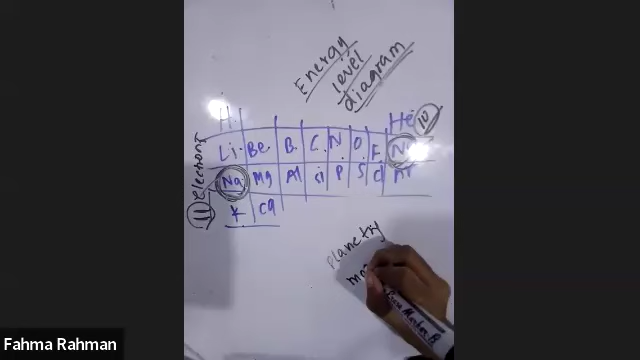 Energy
level
diagram
H. He 10
Li. Be. B. C. N. O. F. Ne
Na Mg Al Si P S Cl Ar
K Ca
11 Electrons
Planetry
Fahma Rahman